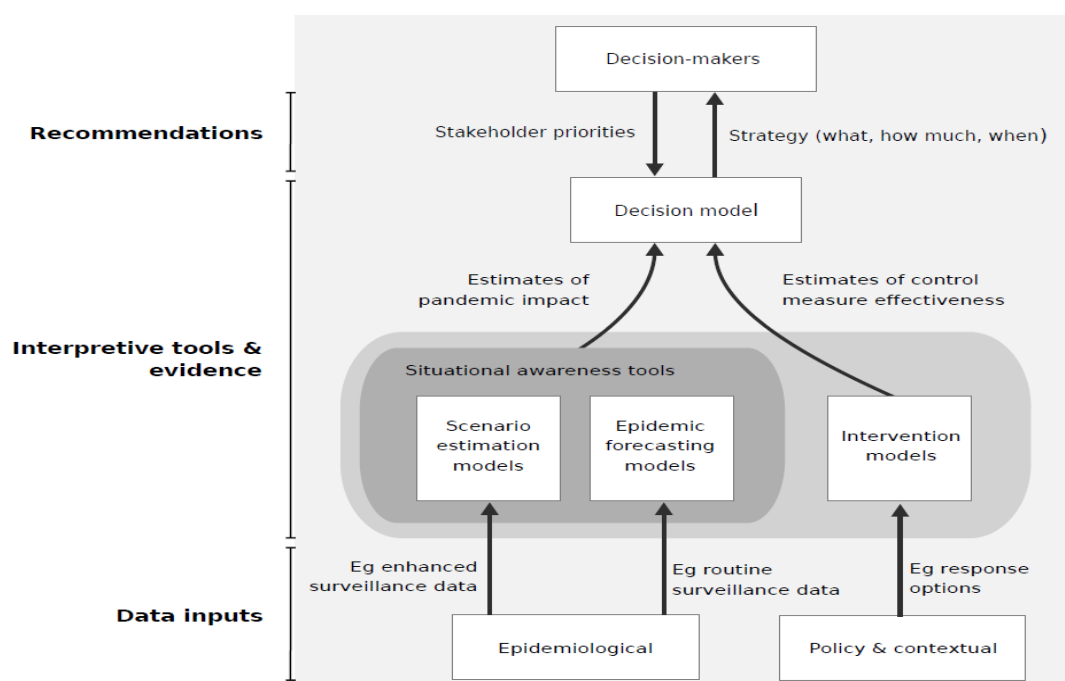 Decision-makers
Recommendations
Stakeholder priorities
Strategy (what, how much, when)
Decision model
Estimates of
pandemic impact
Estimates of control
measure effectiveness
Interpretive tools &
evidence
Situational awareness tools
Scenario
estimation
models
Epidemic
forecasting
models
Intervention
models
Eg enhanced
surveillance data
Eg routine
surveillance data
Eg response
options
Data inputs
Epidemiological
Policy & contextual